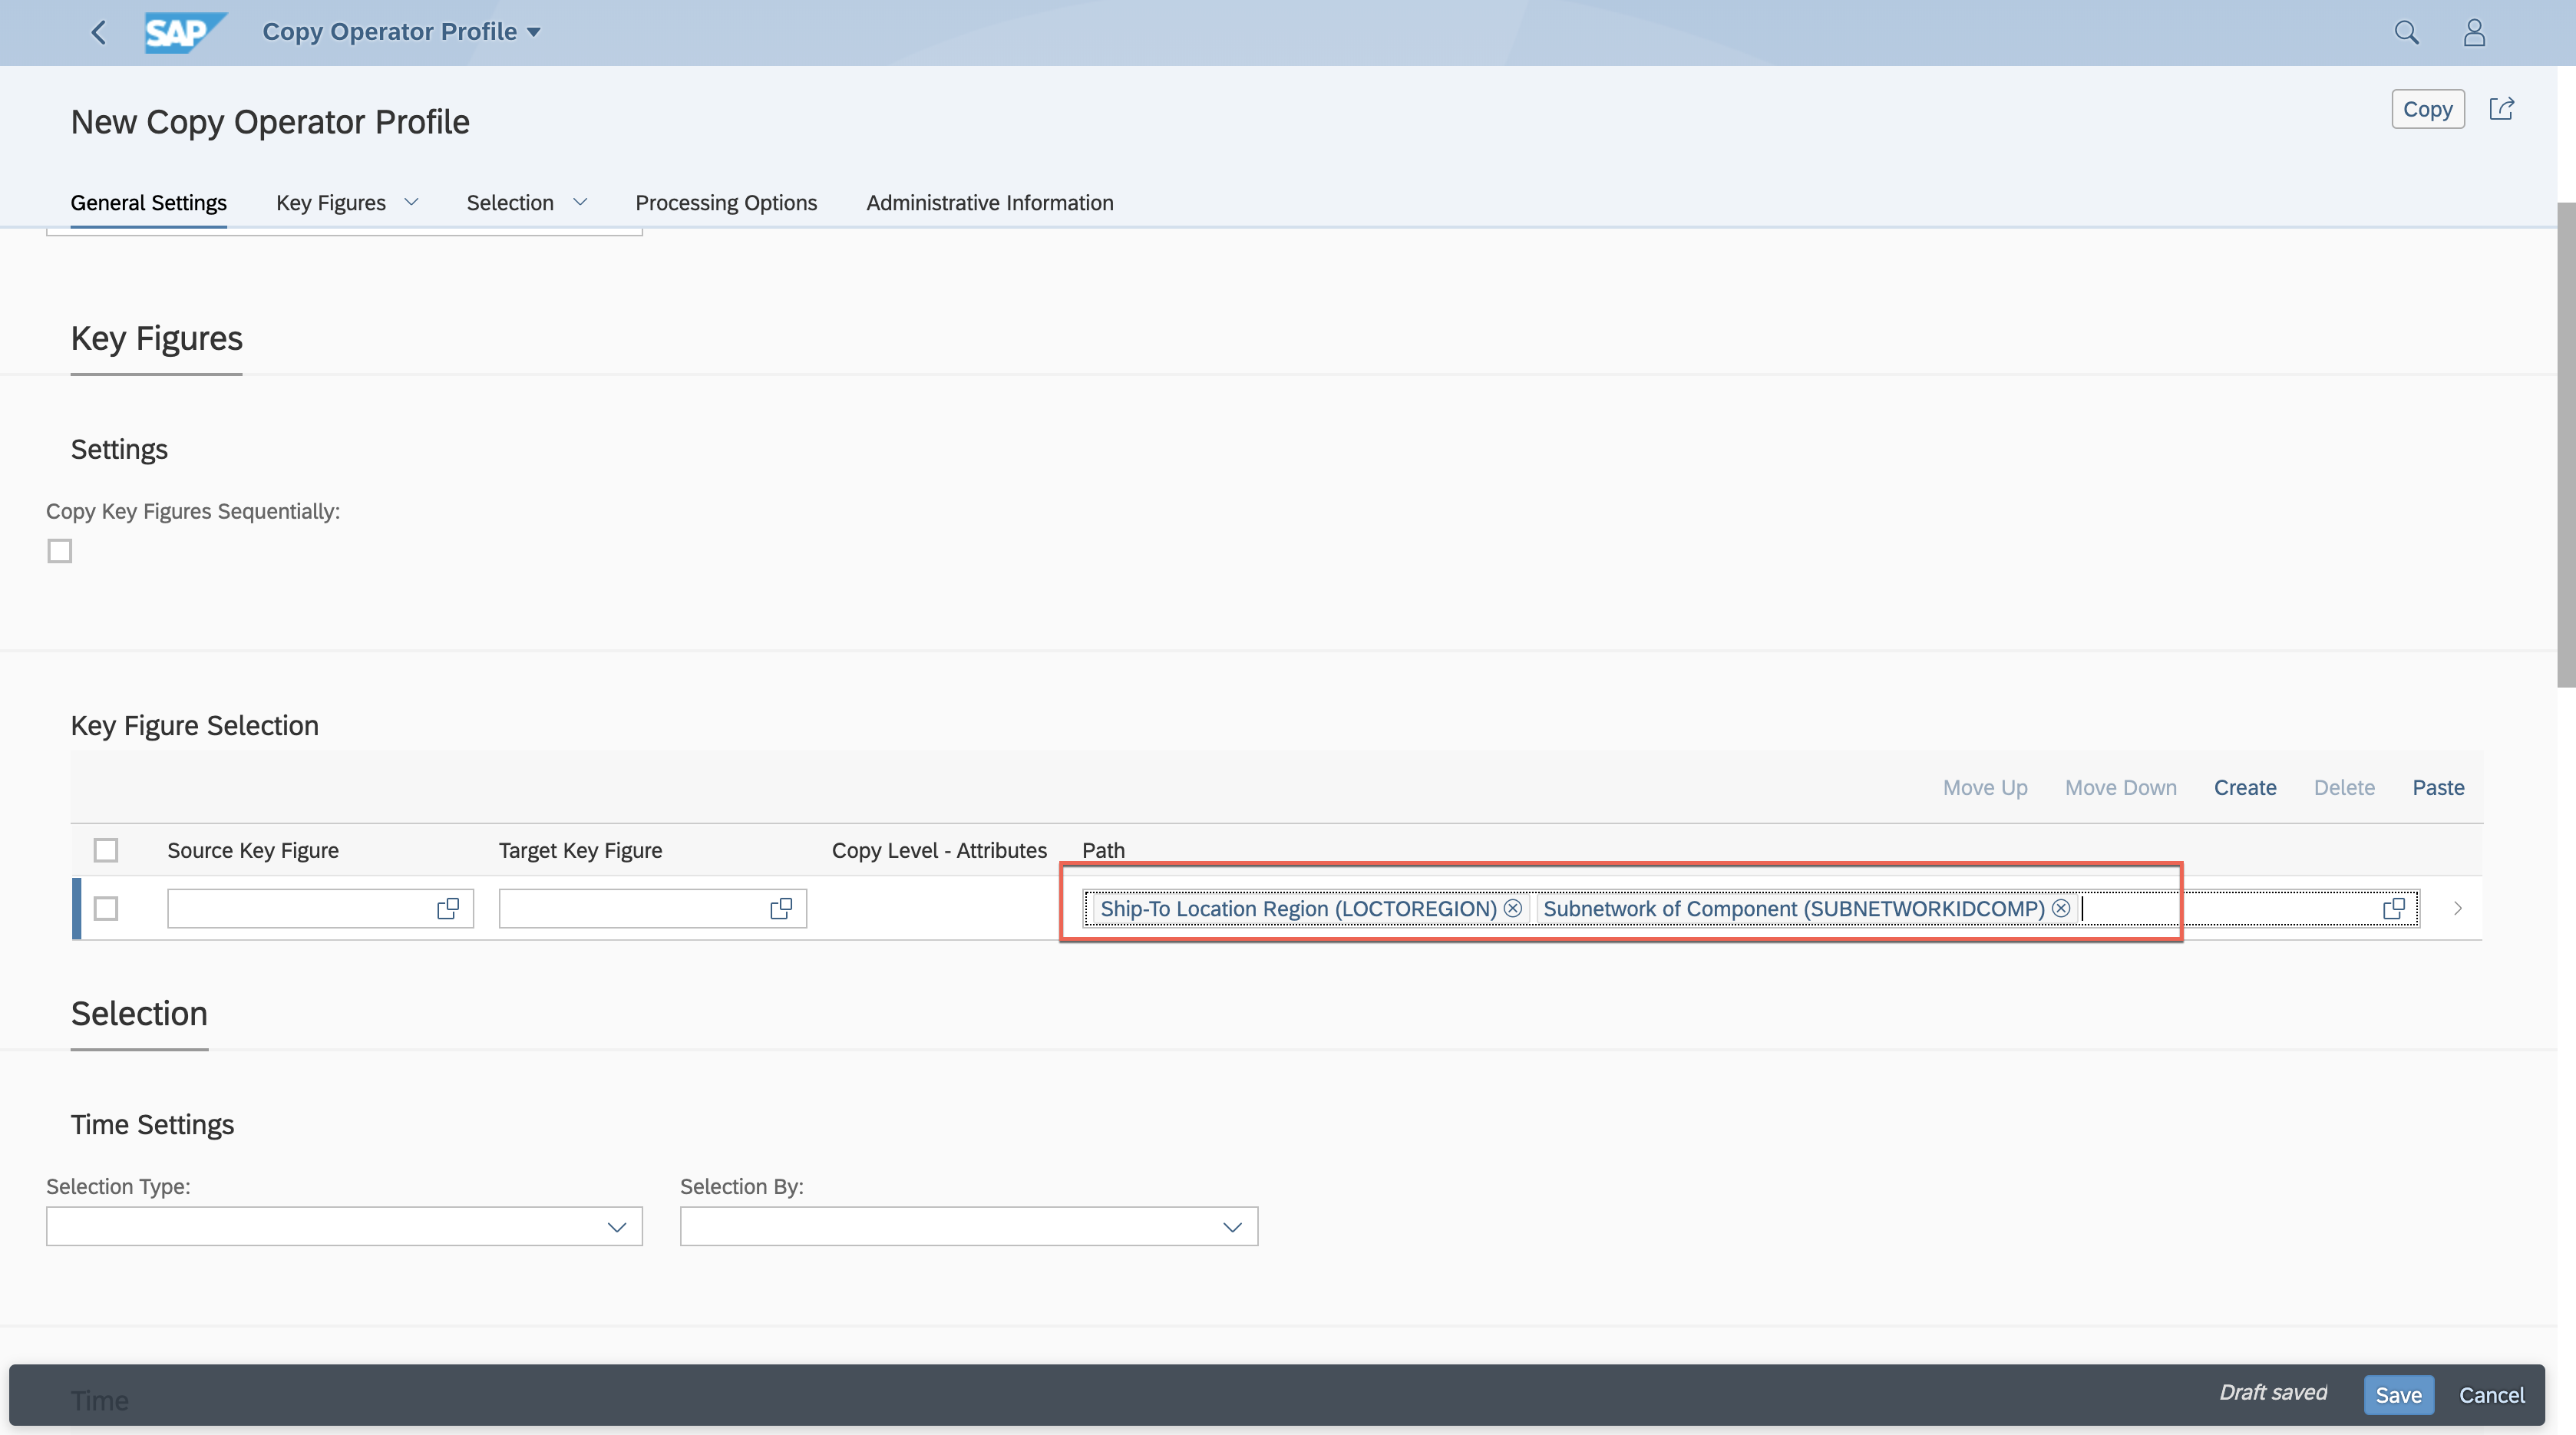 SAP Copy Operator Profile
New Copy Operator Profile
Copy
General Settings Key Figures Selection Processing Options Administrative Information
Key Figures
Settings
Copy Key Figures Sequentially:
Key Figure Selection
Move Up Move Down Create Delete Paste
Source Key Figure Target Key Figure Copy Level - Attributes Path
Ship-To Location Region (LOCTOREGION) Subnetwork of Component (SUBNETWORKIDCOMP)
Selection
Time Settings
Selection Type: Selection By:
Time
Draft saved Save Cancel